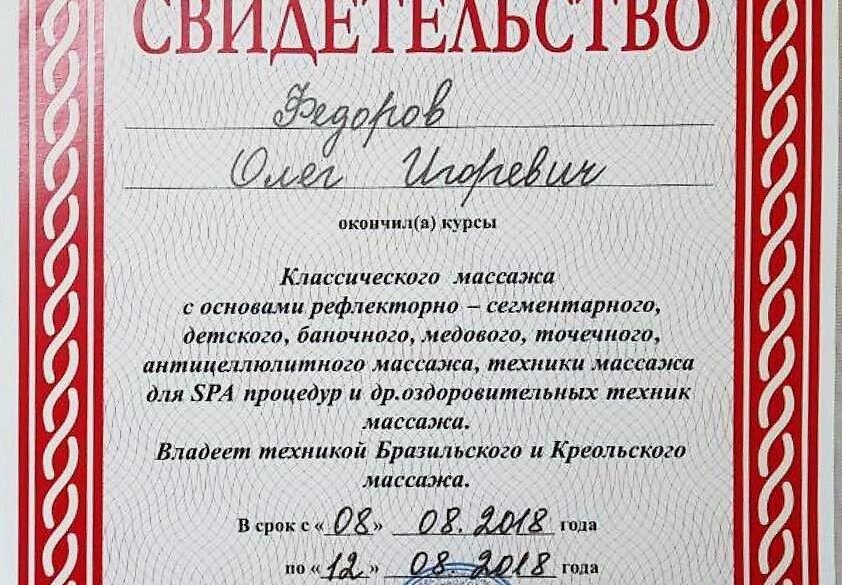 СВИДЕТЕЛЬСТВО
Федоров
Олег Игоревич
окончил(а) курсы
Классического массажа
с основами рефлекторно – сегментарного,
детского, баночного, медового, точечного,
антицеллюлитного массажа, техники массажа
для SPA процедур и др.оздоровительных техник
массажа.
Владеет техникой Бразильского и Креольского
массажа.
В срок с «08» 08. 2018 года
по «12» 08. 2018 года